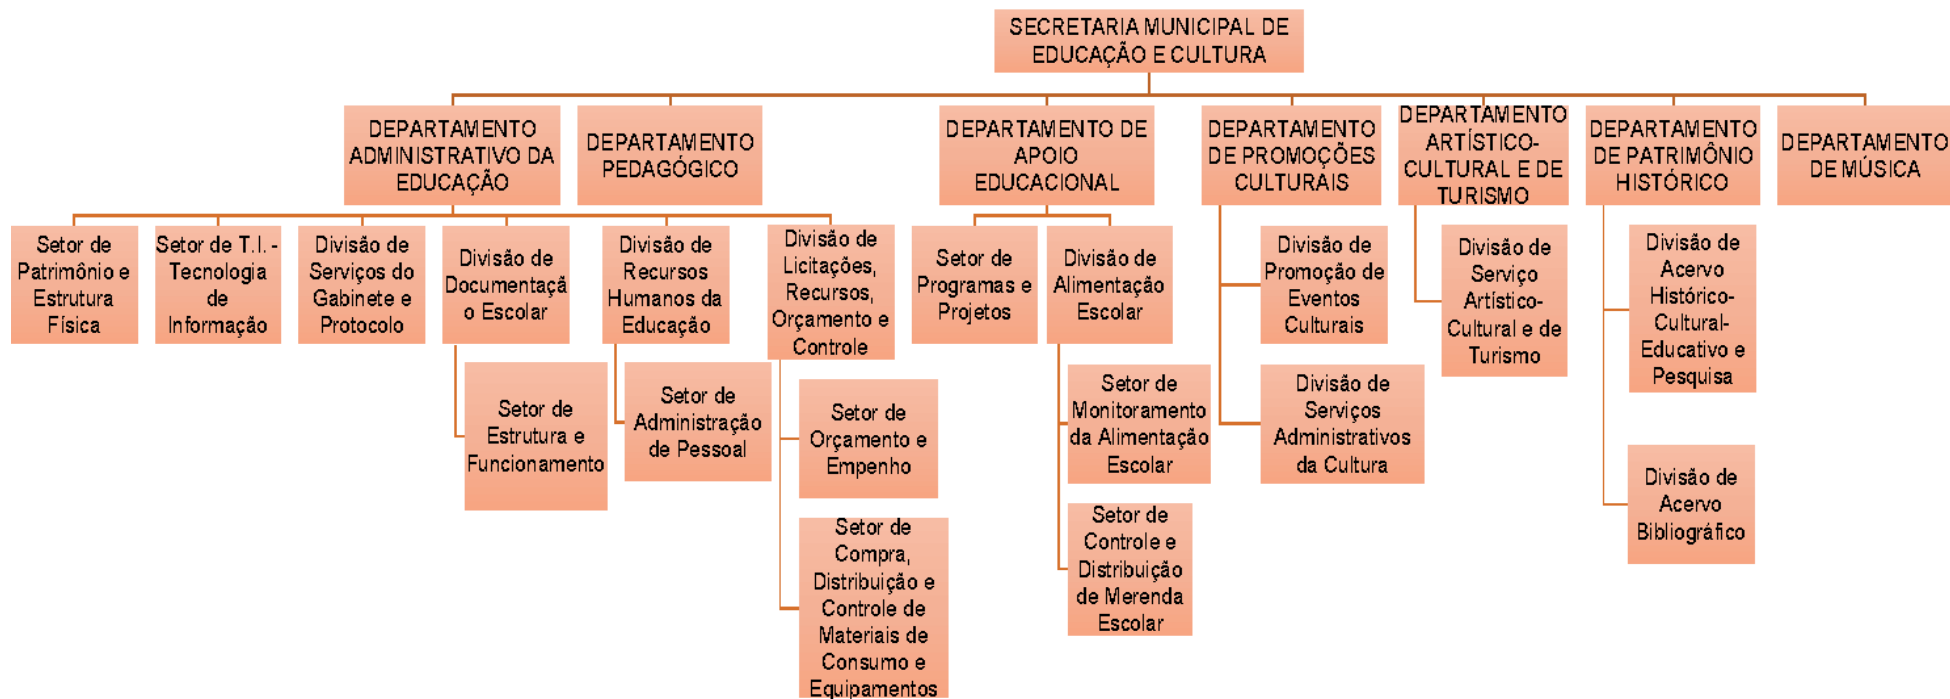 SECRETARIA MUNICIPAL DE
EDUCAÇÃO E CULTURA
DEPARTAMENTO
ADMINISTRATIVO DA
EDUCAÇÃO
DEPARTAMENTO
PEDAGÓGICO
DEPARTAMENTO DE
APOIO
EDUCACIONAL
DEPARTAMENTO
DE PROMOÇÕES
CULTURAIS
DEPARTAMENTO
ARTÍSTICO-
CULTURAL E DE
TURISMO
DEPARTAMENTO
DE PATRIMÔNIO
HISTÓRICO
DEPARTAMENTO
DE MÚSICA
Setor de
Patrimônio e
Estrutura
Física
Setor de T.I. -
Tecnologia
de
Informação
Divisão de
Serviços do
Gabinete e
Protocolo
Divisão de
Documentaçã
o Escolar
Divisão de
Recursos
Humanos da
Educação
Divisão de
Licitações,
Recursos,
Orçamento e
Controle
Setor de
Programas e
Projetos
Divisão de
Alimentação
Escolar
Divisão de
Promoção de
Eventos
Culturais
Divisão de
Serviço
Artístico-
Cultural e de
Turismo
Divisão de
Acervo
Histórico-
Cultural-
Educativo e
Pesquisa
Setor de
Estrutura e
Funcionamento
Setor de
Administração
de Pessoal
Setor de
Orçamento e
Empenho
Setor de
Monitoramento
da Alimentação
Escolar
Divisão de
Serviços
Administrativos
da Cultura
Divisão de
Acervo
Bibliográfico
Setor de
Compra,
Distribuição e
Controle de
Materiais de
Consumo e
Equipamentos
Setor de
Controle e
Distribuição
de Merenda
Escolar